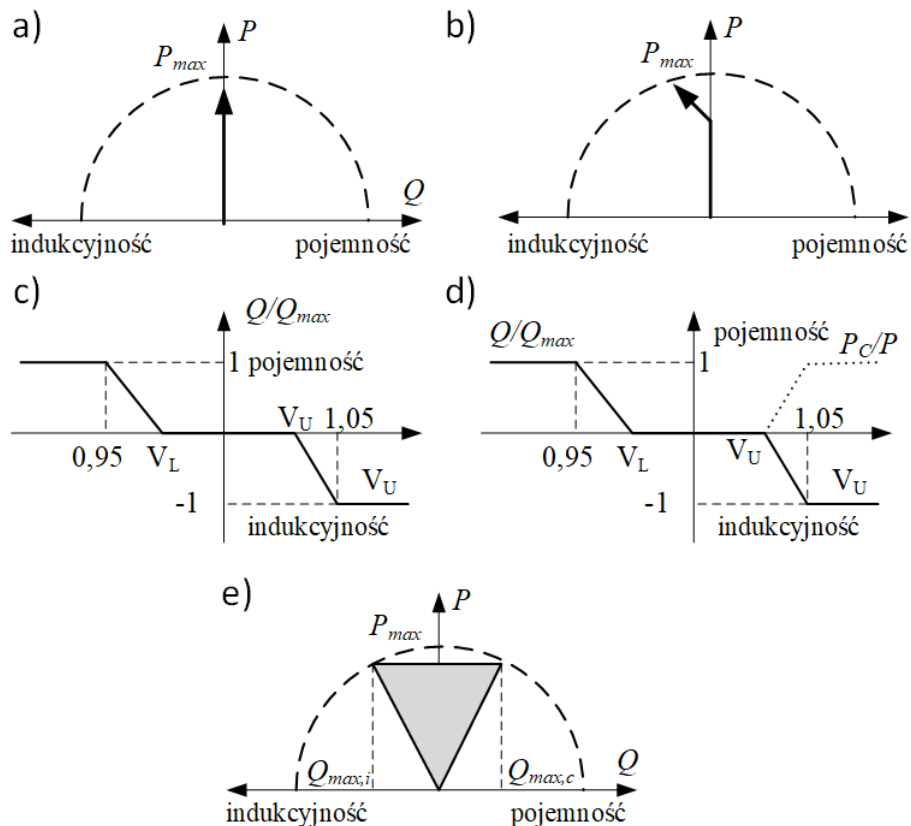 a)
P
P_max
Q
indukcyjność
pojemność
b)
P
P_max
indukcyjność
pojemność
c)
Q/Q_max
1 pojemność
V_U 1,05
0,95 V_L
V_U
-1
indukcyjność
d)
Q/Q_max
pojemność
P_C/P
1
1,05
0,95 V_L V_U
V_U
-1
indukcyjność
e)
P
P_max
Q_max,i
Q_max,c
Q
indukcyjność
pojemność